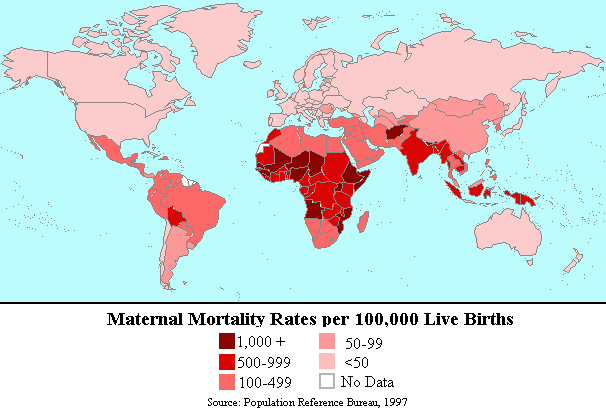 Maternal Mortality Rates per 100,000 Live Births
1,000 +
50-99
500-999
<50
100-499
No Data
Source: Population Reference Bureau, 1997